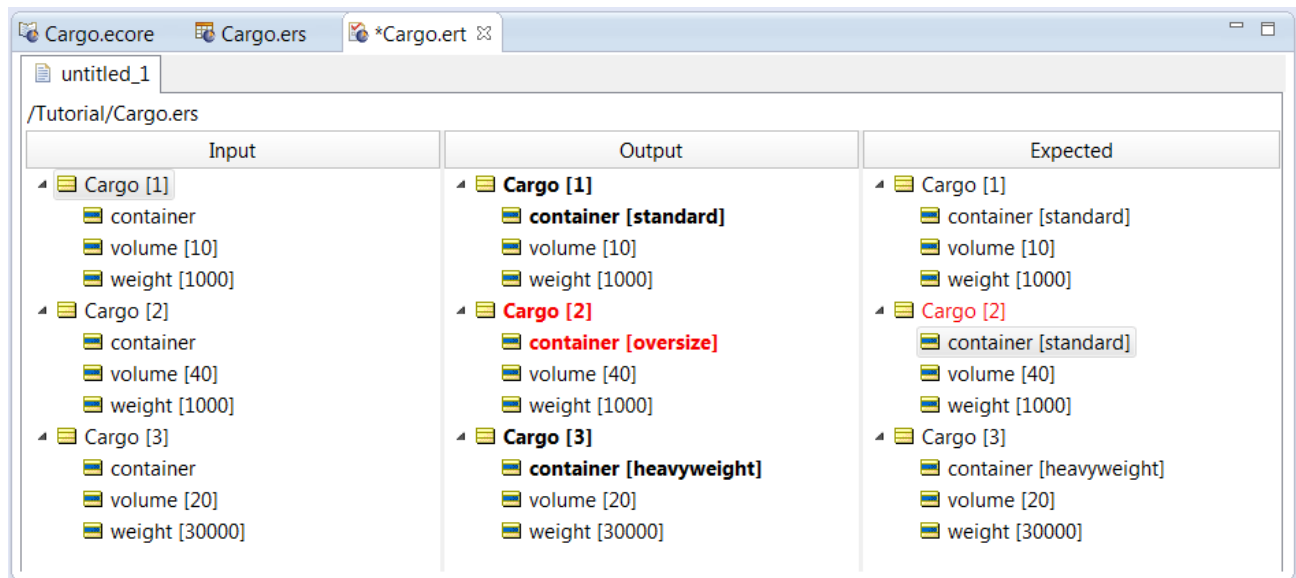 Cargo.ecore Cargo.ers *Cargo.ert
untitled_1
/Tutorial/Cargo.ers
Input Output Expected
Cargo [1] Cargo [1] Cargo [1]
container container [standard] container [standard]
volume [10] volume [10] volume [10]
weight [1000] weight [1000] weight [1000]
Cargo [2] Cargo [2] Cargo [2]
container container [oversize] container [standard]
volume [40] volume [40] volume [40]
weight [1000] weight [1000] weight [1000]
Cargo [3] Cargo [3] Cargo [3]
container container [heavyweight] container [heavyweight]
volume [20] volume [20] volume [20]
weight [30000] weight [30000] weight [30000]